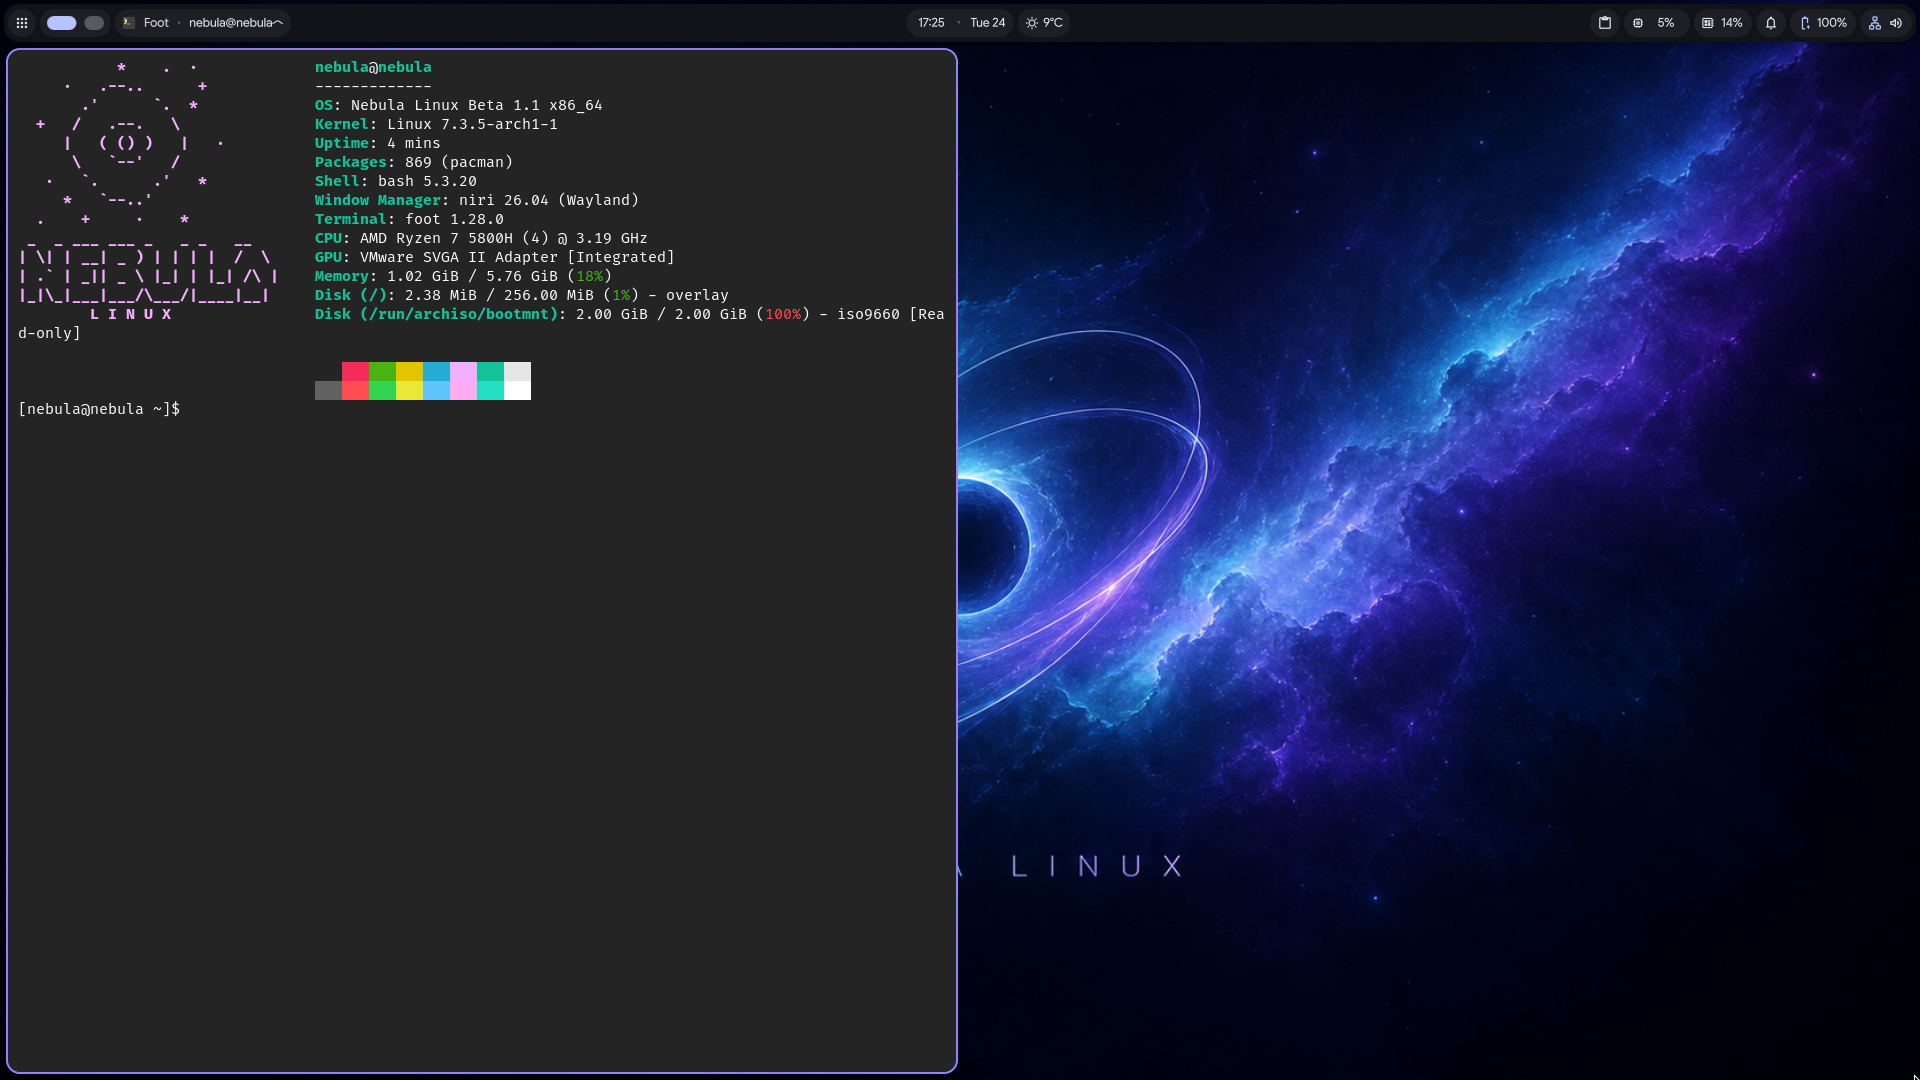 Foot · nebula@nebula:~
17:25 · Tue 24
9°C
5%
14%
100%
nebula@nebula
-------------
OS: Nebula Linux Beta 1.1 x86_64
Kernel: Linux 7.3.5-arch1-1
Uptime: 4 mins
Packages: 869 (pacman)
Shell: bash 5.3.20
Window Manager: niri 26.04 (Wayland)
Terminal: foot 1.28.0
CPU: AMD Ryzen 7 5800H (4) @ 3.19 GHz
GPU: VMware SVGA II Adapter [Integrated]
Memory: 1.02 GiB / 5.76 GiB (18%)
Disk (/): 2.38 MiB / 256.00 MiB (1%) - overlay
LINUX
Disk (/run/archiso/bootmnt): 2.00 GiB / 2.00 GiB (100%) - iso9660 [Rea
d-only]
[nebula@nebula ~]$
LINUX